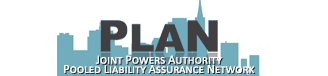 PLAN
JOINT POWERS AUTHORITY
POOLED LIABILITY ASSURANCE NETWORK